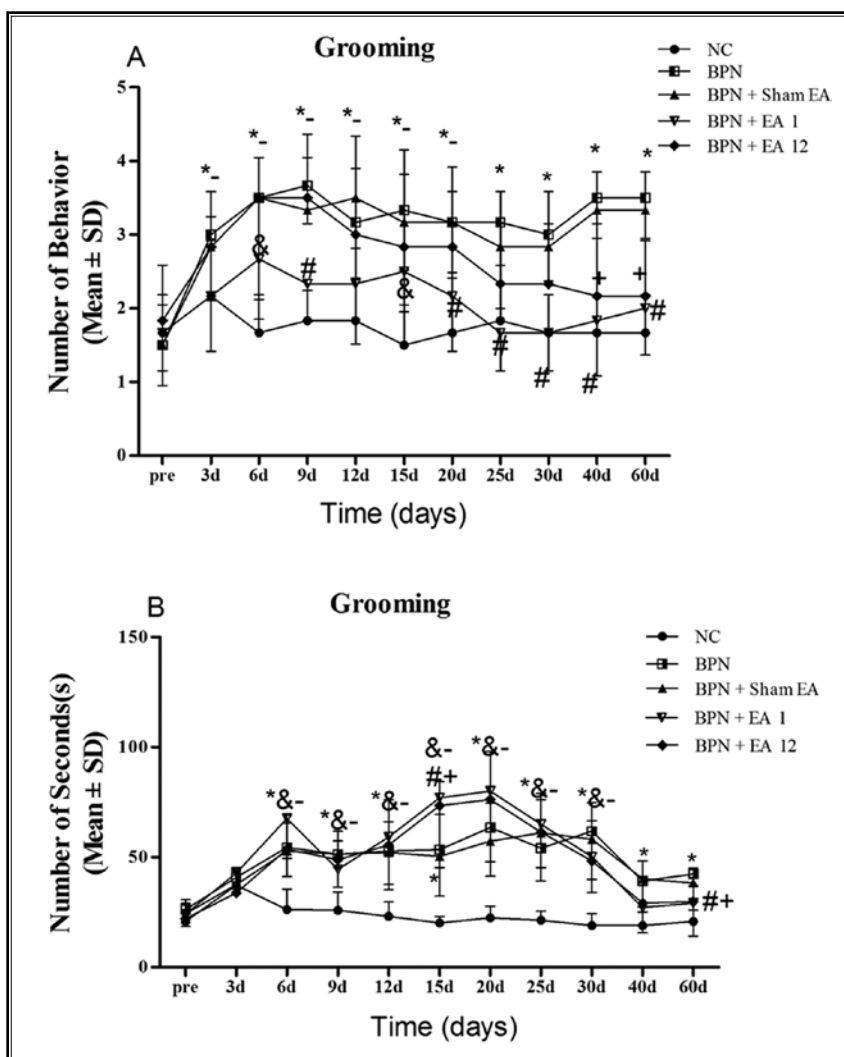 A
Grooming
NC
BPN
BPN + Sham EA
BPN + EA 1
BPN + EA 12
Number of Behavior
(Mean ± SD)
5
4
3
2
1
0
*-
*-
*-
*-
*-
*-
*
*
*
*
&
#
&
#
#
#
#
+
+
#
pre 3d 6d 9d 12d 15d 20d 25d 30d 40d 60d
Time (days)
B
Grooming
NC
BPN
BPN + Sham EA
BPN + EA 1
BPN + EA 12
Number of Seconds(s)
(Mean ± SD)
150
100
50
0
*&-
*&-
*&-
&-
#+
*
*&-
*&-
*&-
*
*
#+
pre 3d 6d 9d 12d 15d 20d 25d 30d 40d 60d
Time (days)